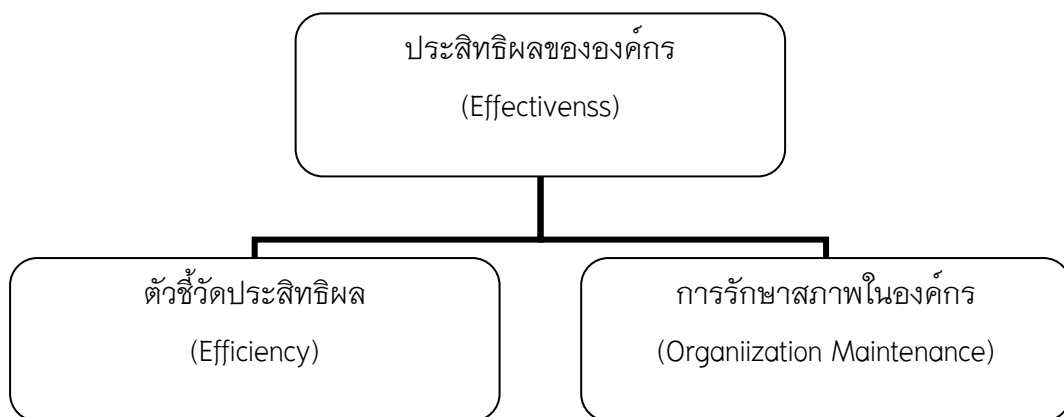 ประสิทธิผลขององค์กร
(Effectivenss)
ตัวชี้วัดประสิทธิผล
(Efficiency)
การรักษาสภาพในองค์กร
(Organiization Maintenance)